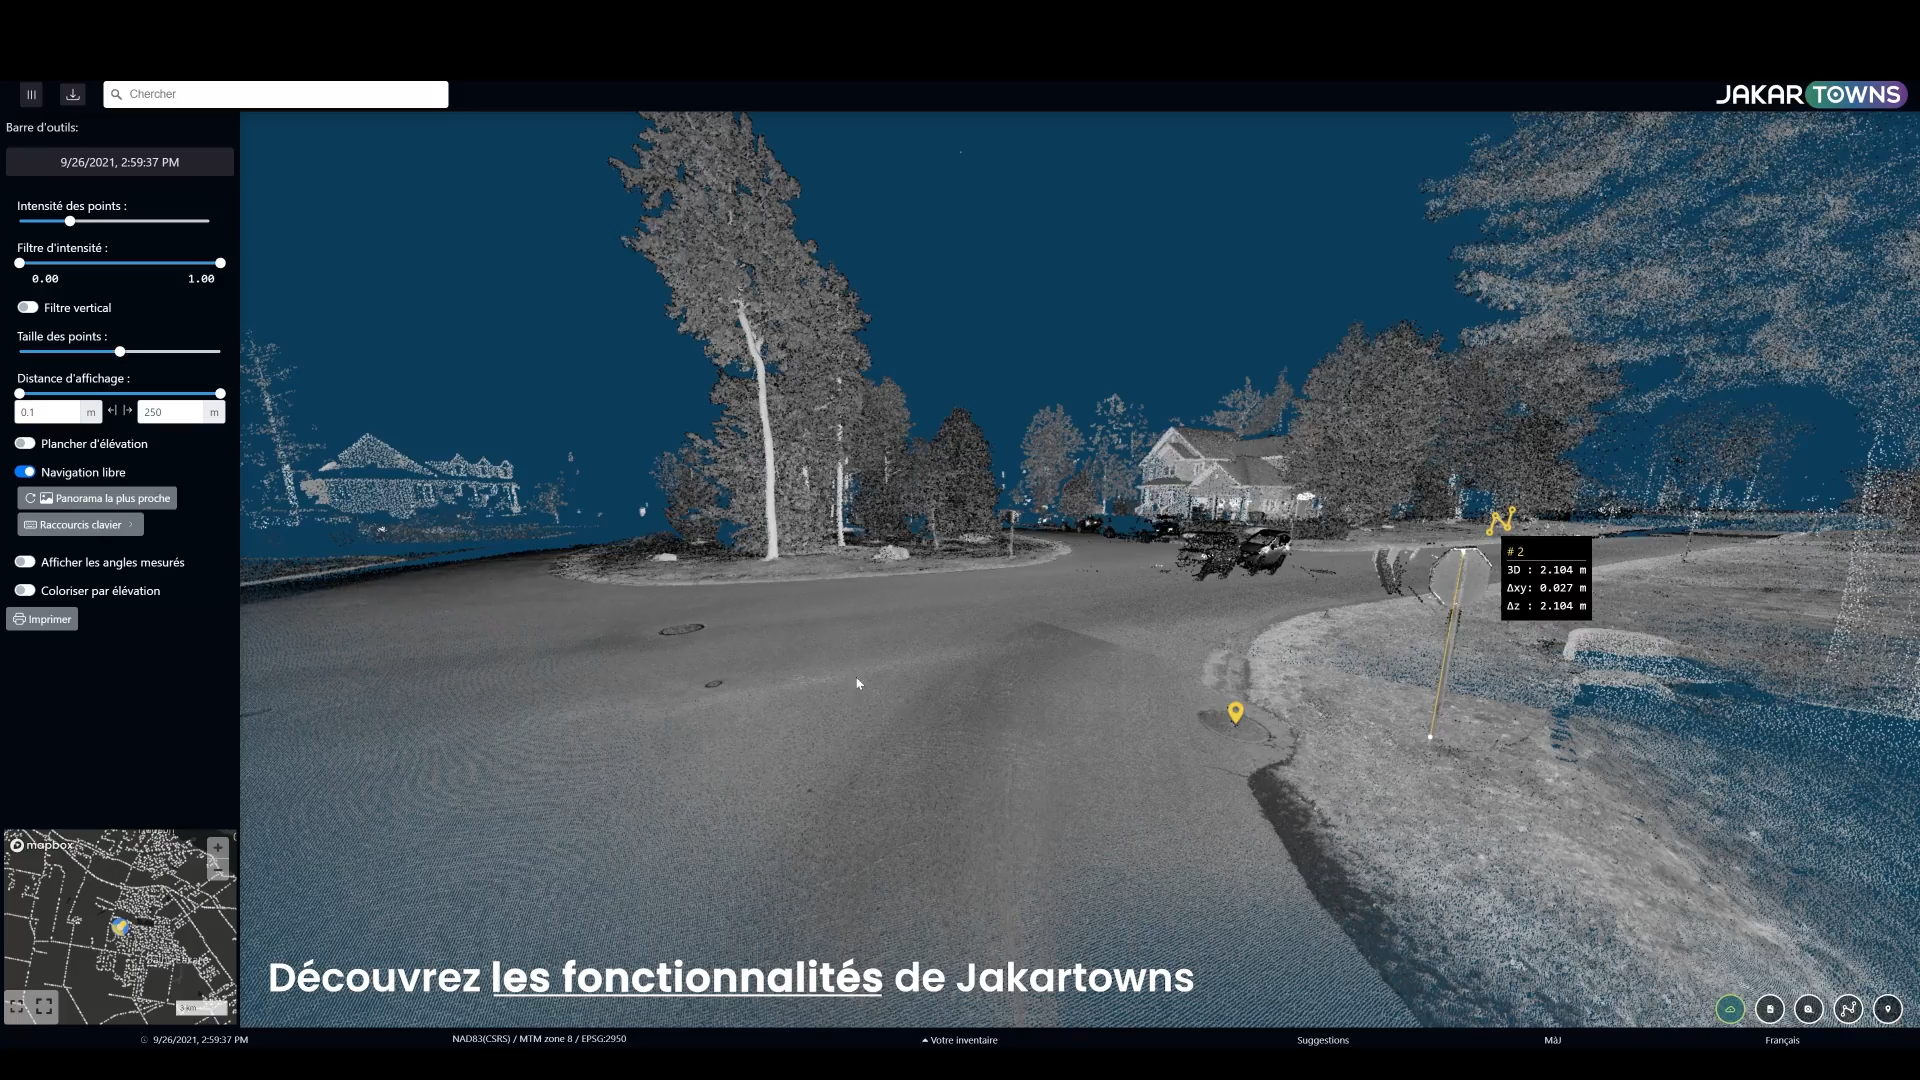 Chercher
JAKARTOWNS
Barre d'outils:
9/26/2021, 2:59:37 PM
Intensité des points :
Filtre d'intensité :
0.00 1.00
Filtre vertical
Taille des points :
Distance d'affichage :
0.1 m 250 m
Plancher d'élévation
Navigation libre
Panorama la plus proche
Raccourcis clavier
Afficher les angles mesurés
Coloriser par élévation
Imprimer
# 2
3D : 2.104 m
Δxy: 0.027 m
Δz : 2.104 m
mapbox
3 km
Découvrez les fonctionnalités de Jakartowns
9/26/2021, 2:59:37 PM
NAD83(CSRS) / MTM zone 8 / EPSG:2950
Votre inventaire
Suggestions
MàJ
Français